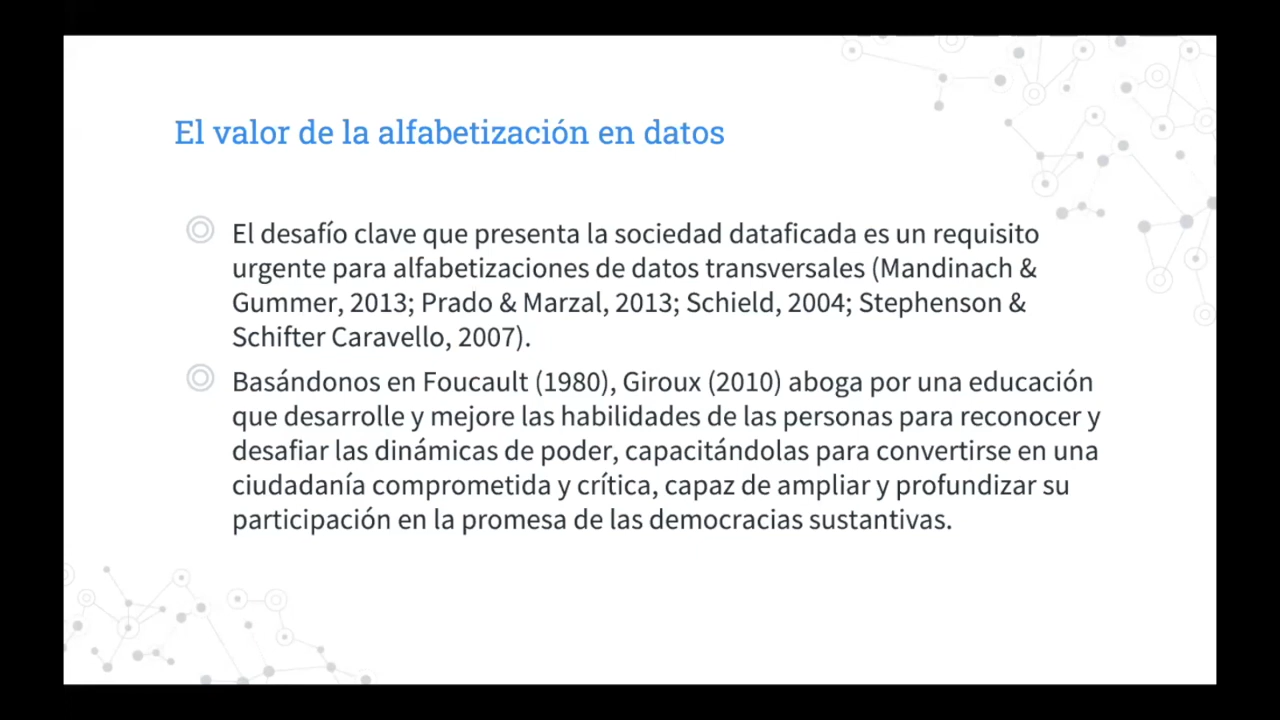 El valor de la alfabetización en datos
El desafío clave que presenta la sociedad dataficada es un requisito
urgente para alfabetizaciones de datos transversales (Mandinach &
Gummer, 2013; Prado & Marzal, 2013; Schield, 2004; Stephenson &
Schifter Caravello, 2007).
Basándonos en Foucault (1980), Giroux (2010) aboga por una educación
que desarrolle y mejore las habilidades de las personas para reconocer y
desafiar las dinámicas de poder, capacitándolas para convertirse en una
ciudadanía comprometida y crítica, capaz de ampliar y profundizar su
participación en la promesa de las democracias sustantivas.